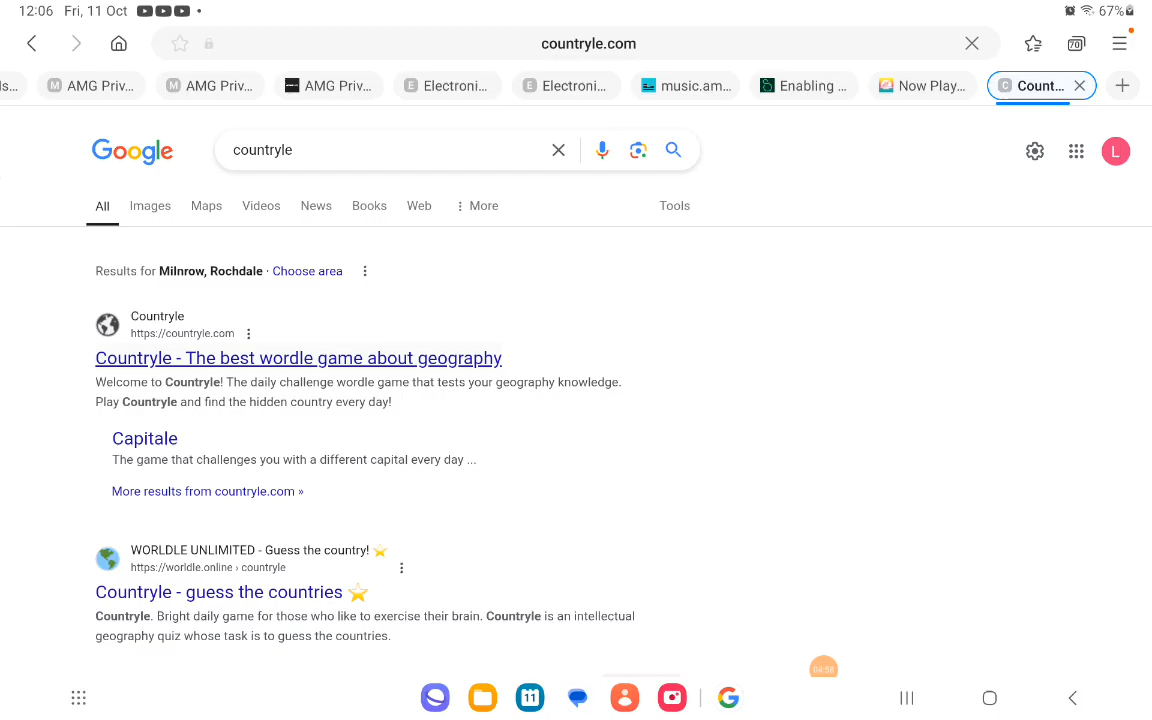 12:06 Fri, 11 Oct
67%
countryle.com
70
ls...
M AMG Priv...
M AMG Priv...
AMG Priv...
E Electroni...
E Electroni...
music.am...
Enabling ...
Now Play...
C Count...
Google
countryle
L
All Images Maps Videos News Books Web More Tools
Results for Milnrow, Rochdale · Choose area
Countryle
https://countryle.com
Countryle - The best wordle game about geography
Welcome to Countryle! The daily challenge wordle game that tests your geography knowledge.
Play Countryle and find the hidden country every day!
Capitale
The game that challenges you with a different capital every day ...
More results from countryle.com »
WORLDLE UNLIMITED - Guess the country! ⭐
https://worldle.online › countryle
Countryle - guess the countries ⭐
Countryle. Bright daily game for those who like to exercise their brain. Countryle is an intellectual
geography quiz whose task is to guess the countries.
04:58
11
G